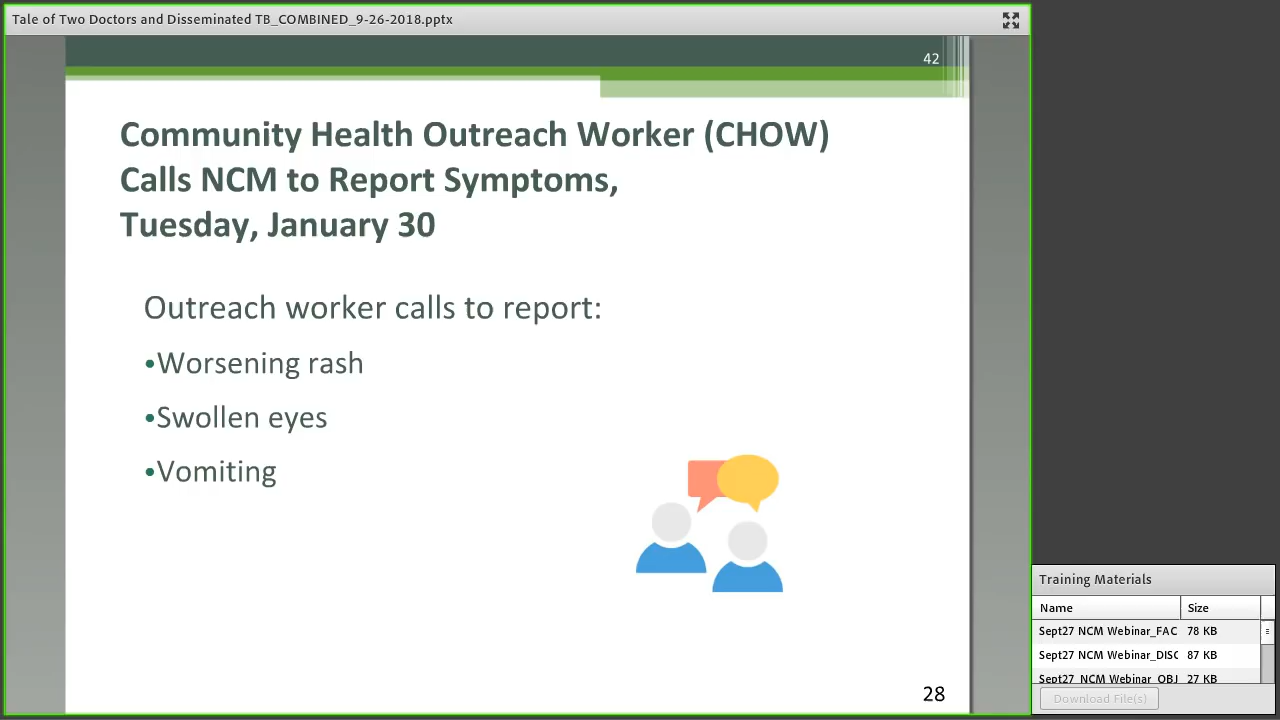 Tale of Two Doctors and Disseminated TB_COMBINED_9-26-2018.pptx
42
Community Health Outreach Worker (CHOW)
Calls NCM to Report Symptoms,
Tuesday, January 30
Outreach worker calls to report:
•Worsening rash
•Swollen eyes
•Vomiting
28
Training Materials
Name Size
Sept27 NCM Webinar_FAC 78 KB
Sept27 NCM Webinar_DISC 87 KB
Sept27_NCM Webinar_OBJ 27 KB
Download File(s)